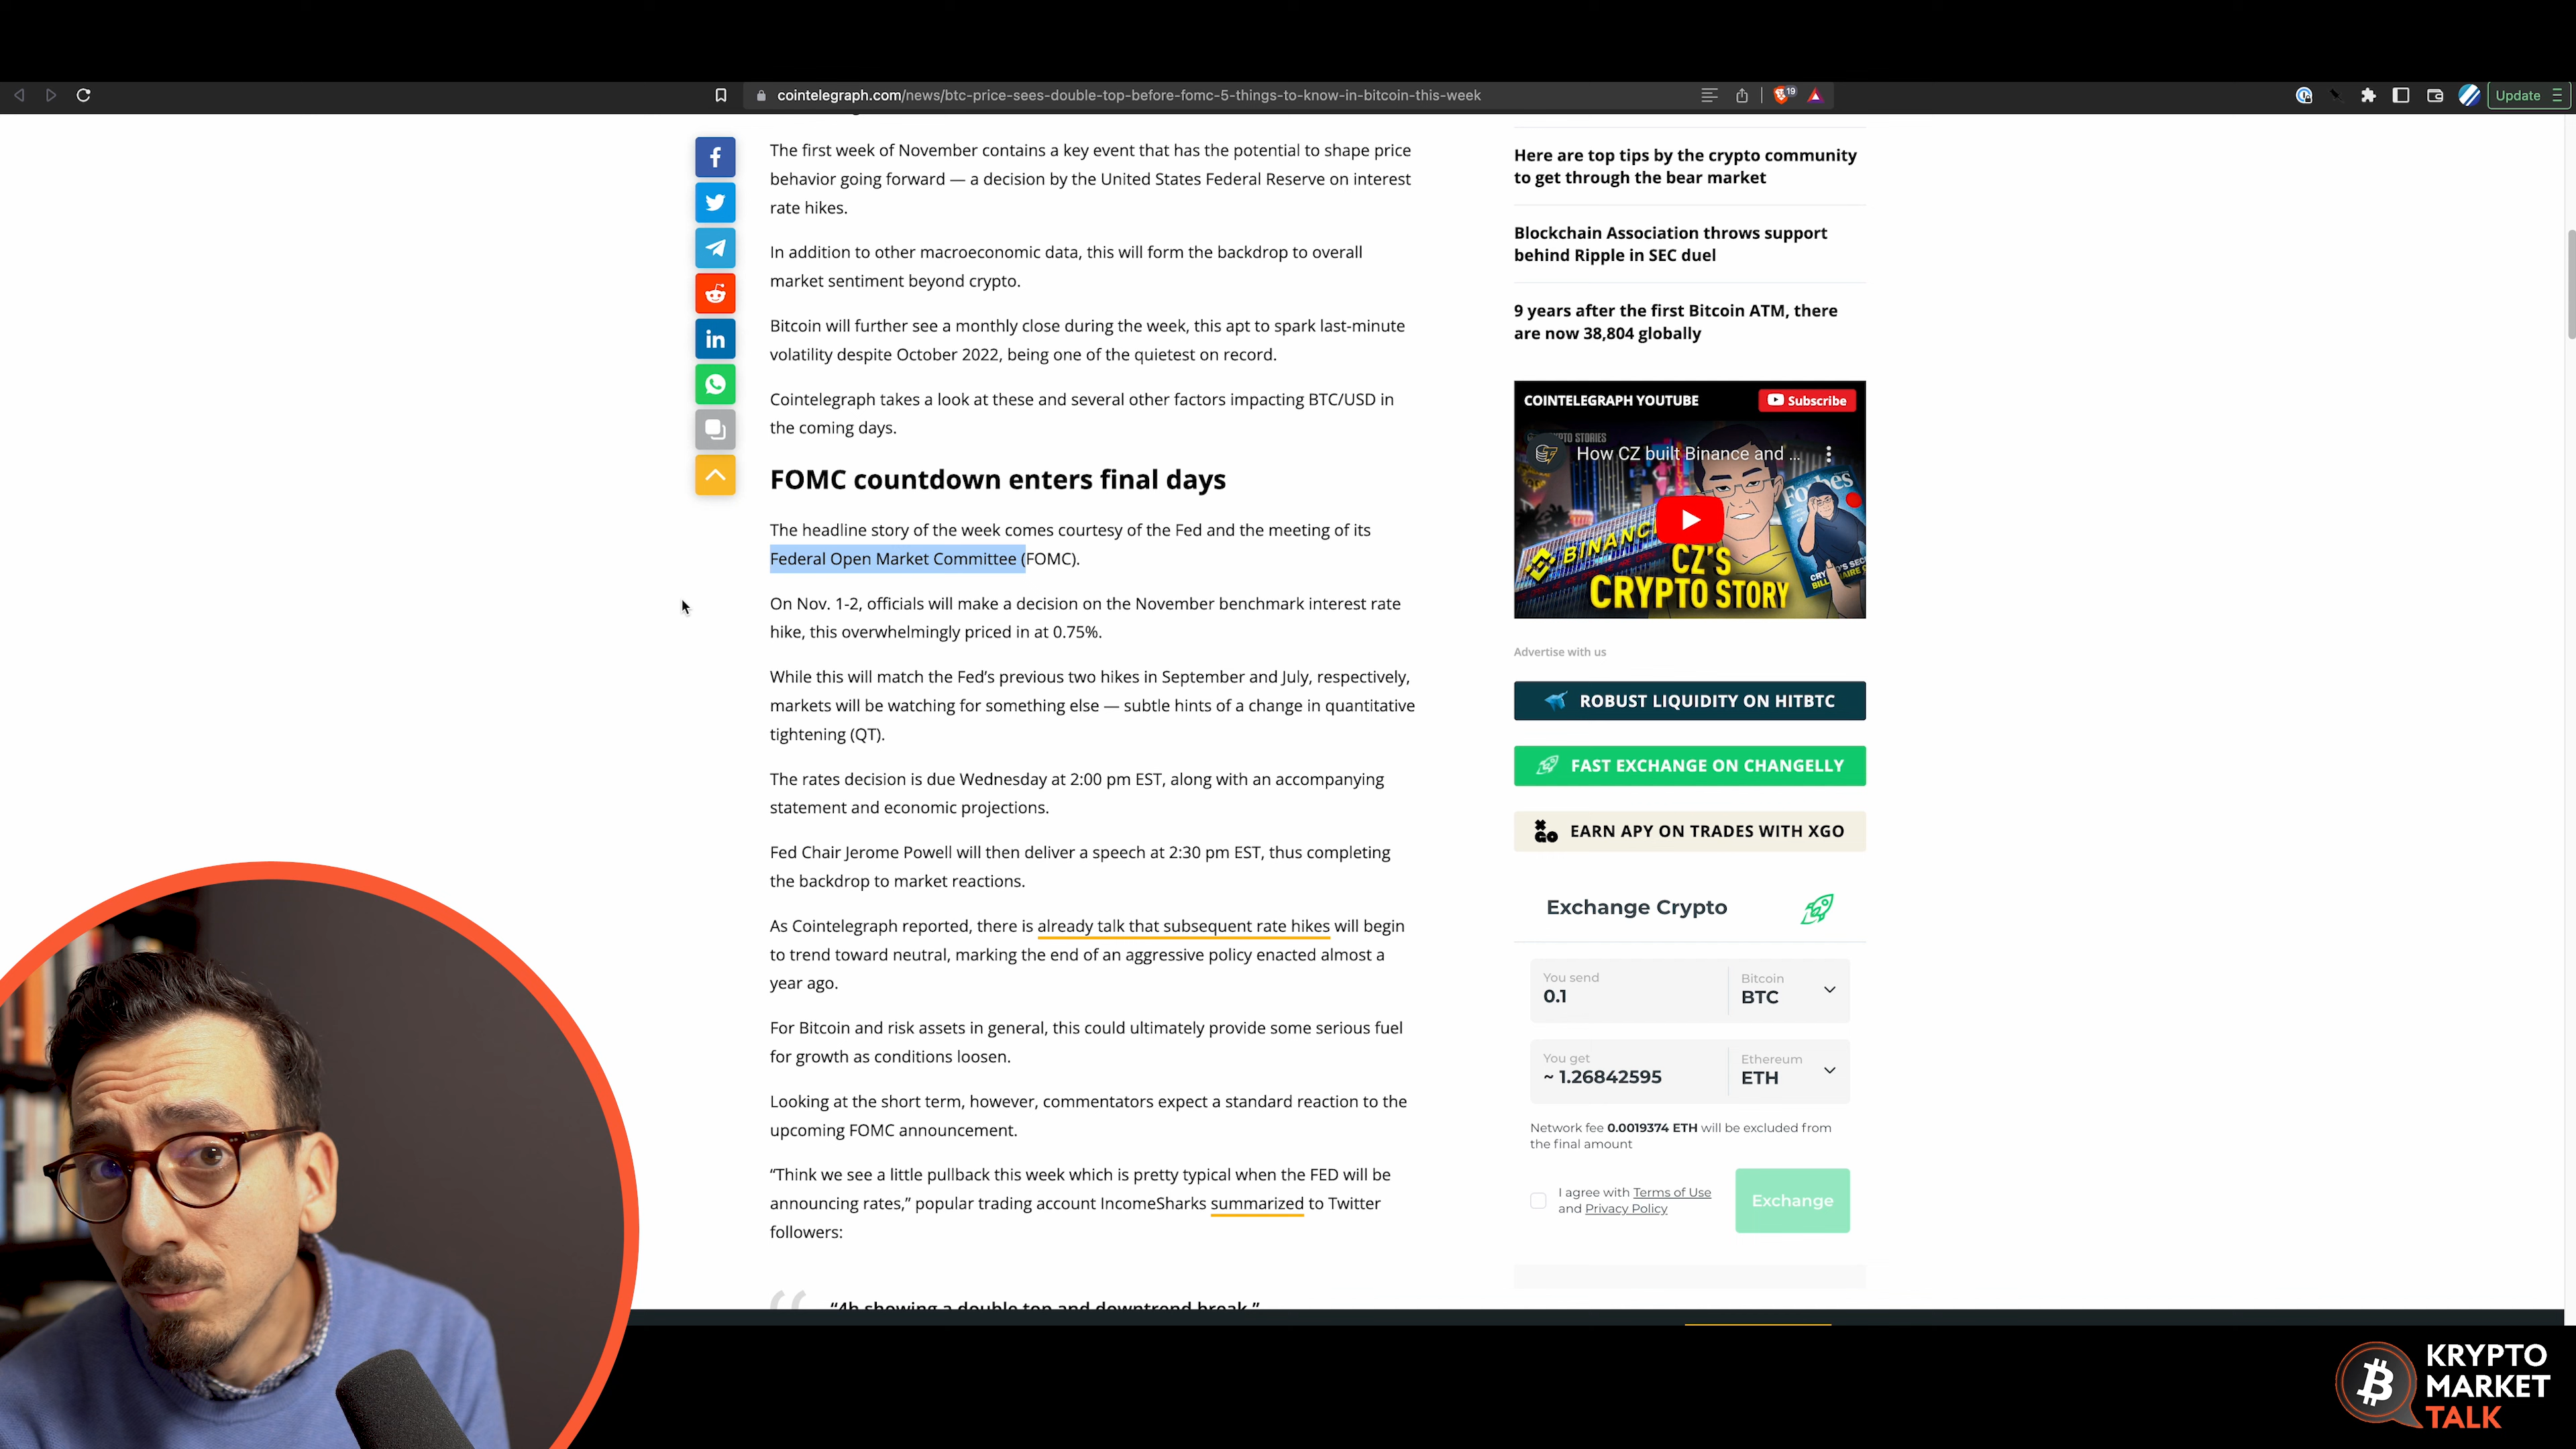 cointelegraph.com/news/btc-price-sees-double-top-before-fomc-5-things-to-know-in-bitcoin-this-week
19
Update
The first week of November contains a key event that has the potential to shape price
behavior going forward — a decision by the United States Federal Reserve on interest
rate hikes.
In addition to other macroeconomic data, this will form the backdrop to overall
market sentiment beyond crypto.
Bitcoin will further see a monthly close during the week, this apt to spark last-minute
volatility despite October 2022, being one of the quietest on record.
Cointelegraph takes a look at these and several other factors impacting BTC/USD in
the coming days.
FOMC countdown enters final days
The headline story of the week comes courtesy of the Fed and the meeting of its
Federal Open Market Committee (FOMC).
On Nov. 1-2, officials will make a decision on the November benchmark interest rate
hike, this overwhelmingly priced in at 0.75%.
While this will match the Fed's previous two hikes in September and July, respectively,
markets will be watching for something else — subtle hints of a change in quantitative
tightening (QT).
The rates decision is due Wednesday at 2:00 pm EST, along with an accompanying
statement and economic projections.
Fed Chair Jerome Powell will then deliver a speech at 2:30 pm EST, thus completing
the backdrop to market reactions.
As Cointelegraph reported, there is already talk that subsequent rate hikes will begin
to trend toward neutral, marking the end of an aggressive policy enacted almost a
year ago.
For Bitcoin and risk assets in general, this could ultimately provide some serious fuel
for growth as conditions loosen.
Looking at the short term, however, commentators expect a standard reaction to the
upcoming FOMC announcement.
“Think we see a little pullback this week which is pretty typical when the FED will be
announcing rates,” popular trading account IncomeSharks summarized to Twitter
followers:
“4h showing a double top and downtrend break.”
Here are top tips by the crypto community
to get through the bear market
Blockchain Association throws support
behind Ripple in SEC duel
9 years after the first Bitcoin ATM, there
are now 38,804 globally
COINTELEGRAPH YOUTUBE
Subscribe
How CZ built Binance and ...
Forbes
BINANC
CZ'S
CRYPTO STORY
Advertise with us
ROBUST LIQUIDITY ON HITBTC
FAST EXCHANGE ON CHANGELLY
EARN APY ON TRADES WITH XGO
Exchange Crypto
You send
0.1
Bitcoin
BTC
You get
~ 1.26842595
Ethereum
ETH
Network fee 0.0019374 ETH will be excluded from
the final amount
I agree with Terms of Use
and Privacy Policy
Exchange
KRYPTO
MARKET
TALK